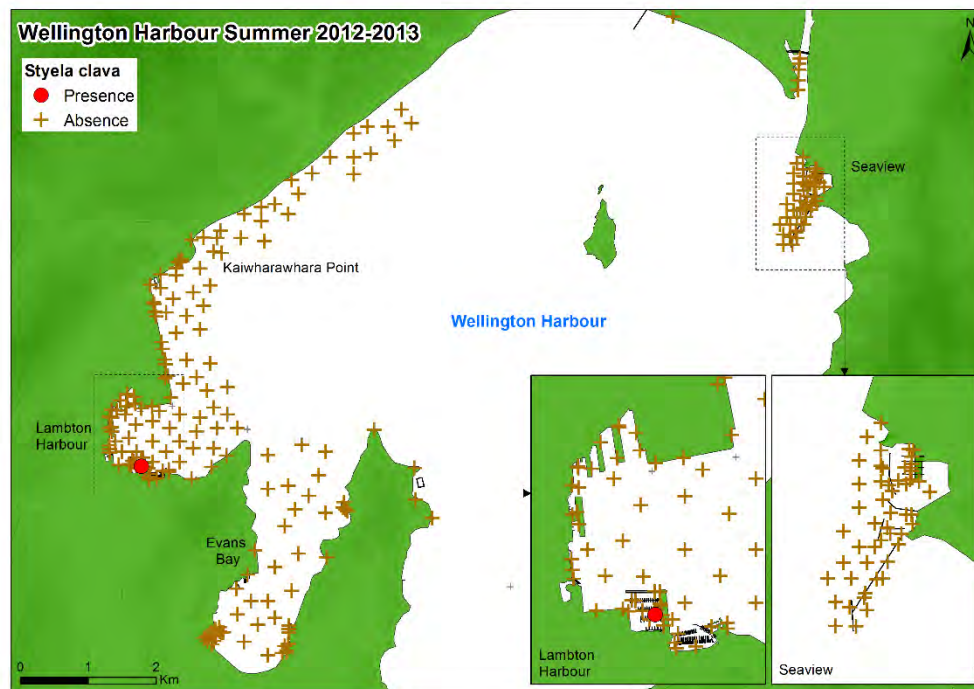 Wellington Harbour Summer 2012-2013
N
Styela clava
Presence
Absence
Seaview
Kaiwharawhara Point
Wellington Harbour
Lambton
Harbour
Evans
Bay
0 1 2
Km
Lambton
Harbour
Seaview